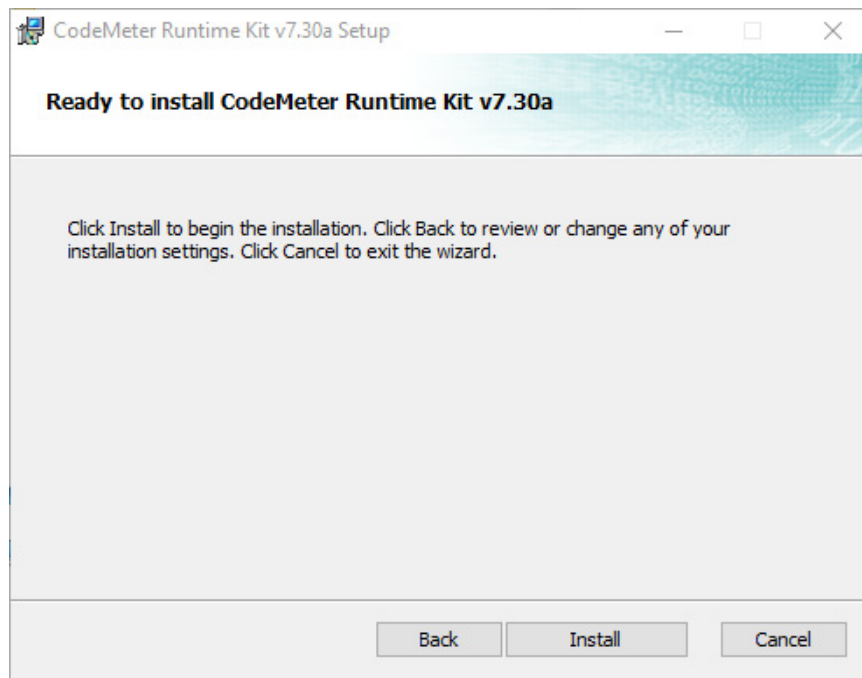 CodeMeter Runtime Kit v7.30a Setup
Ready to install CodeMeter Runtime Kit v7.30a
Click Install to begin the installation. Click Back to review or change any of your
installation settings. Click Cancel to exit the wizard.
Back Install Cancel